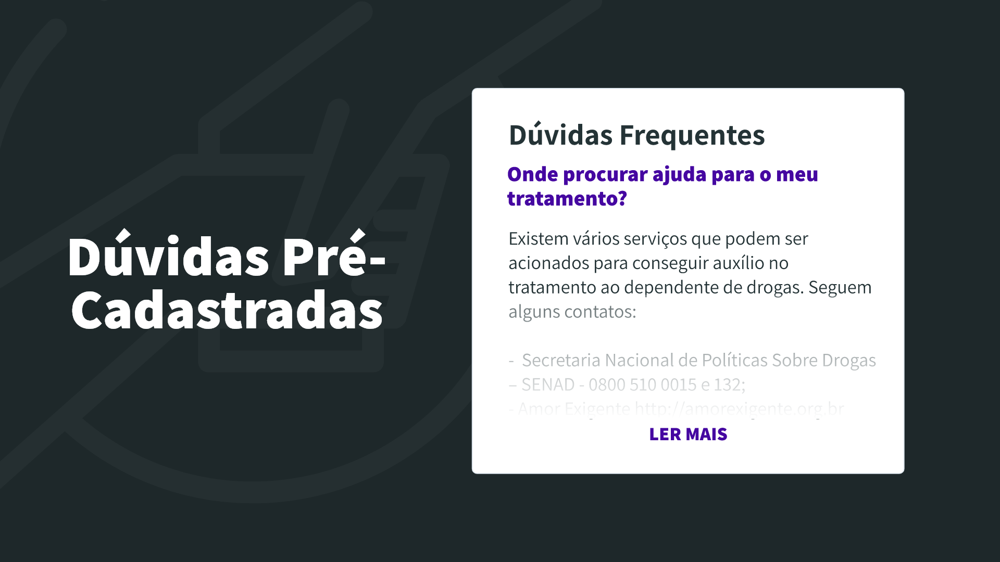 Dúvidas Pré-
Cadastradas
Dúvidas Frequentes
Onde procurar ajuda para o meu
tratamento?
Existem vários serviços que podem ser
acionados para conseguir auxílio no
tratamento ao dependente de drogas. Seguem
alguns contatos:
-  Secretaria Nacional de Políticas Sobre Drogas
– SENAD - 0800 510 0015 e 132;
- Amor Exigente http://amorexigente.org.br
LER MAIS